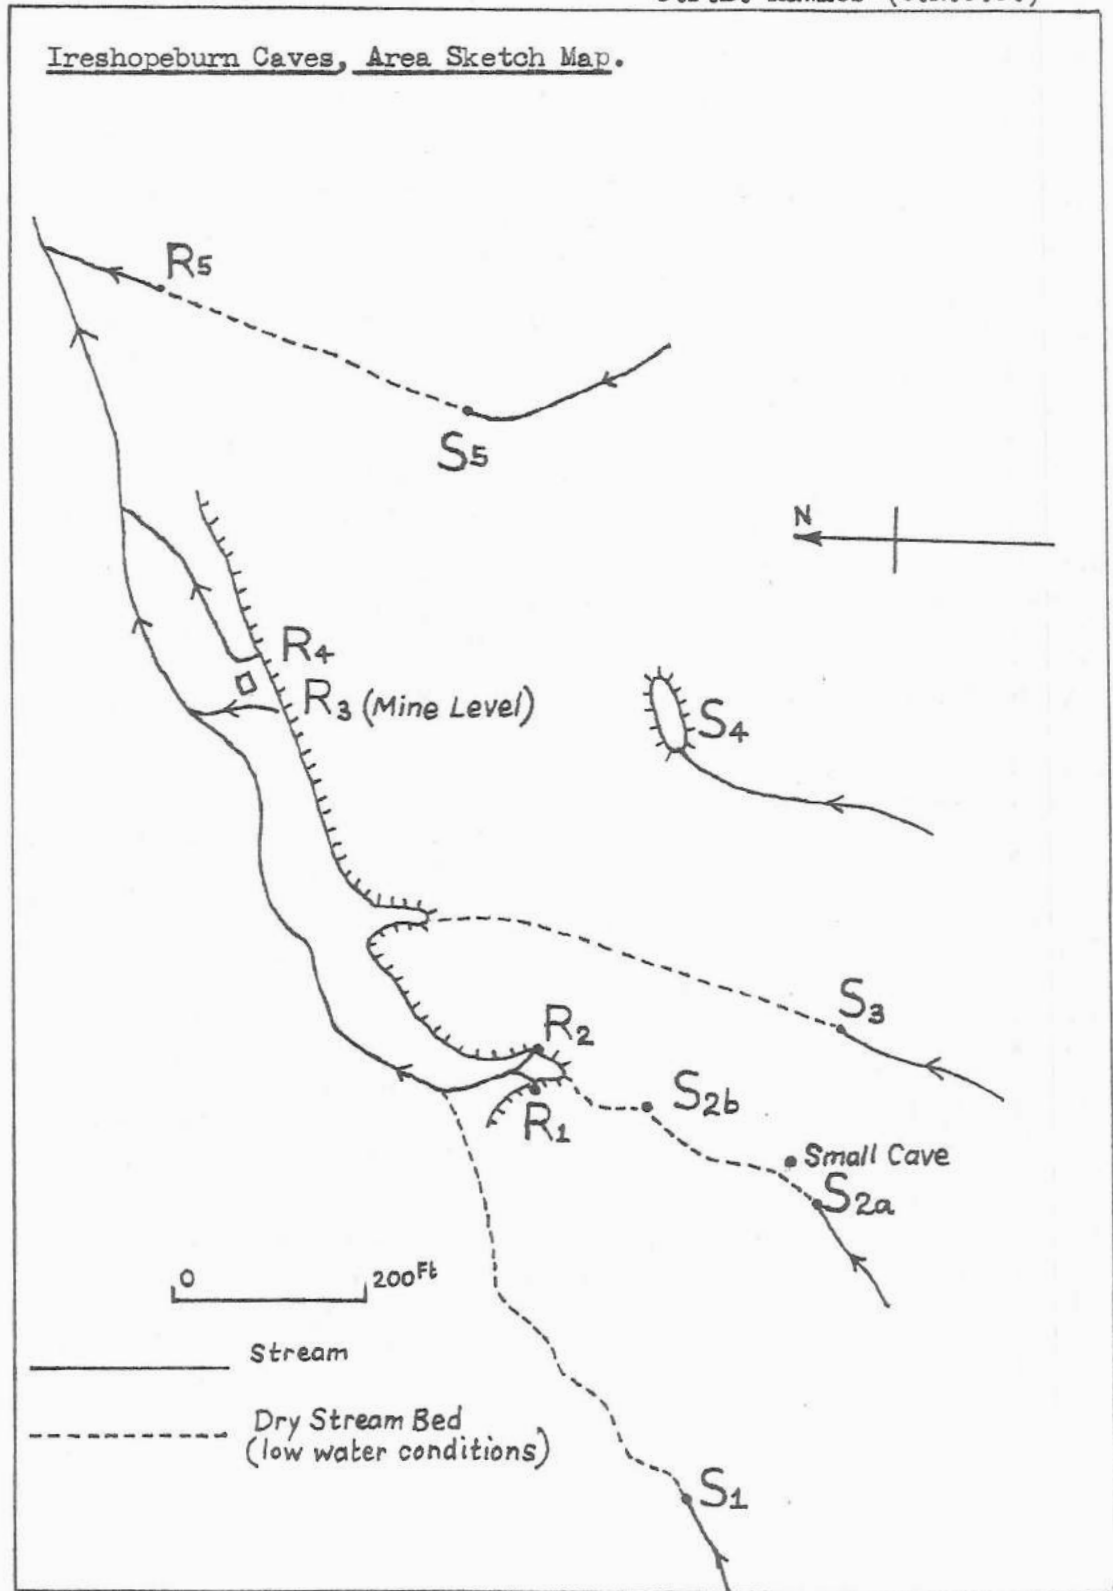 Ireshopeburn Caves, Area Sketch Map.
R5
S5
N
R4
R3 (Mine Level)
S4
S3
R2
S2b
R1
Small Cave
S2a
0 200Ft
Stream
Dry Stream Bed
(low water conditions)
S1